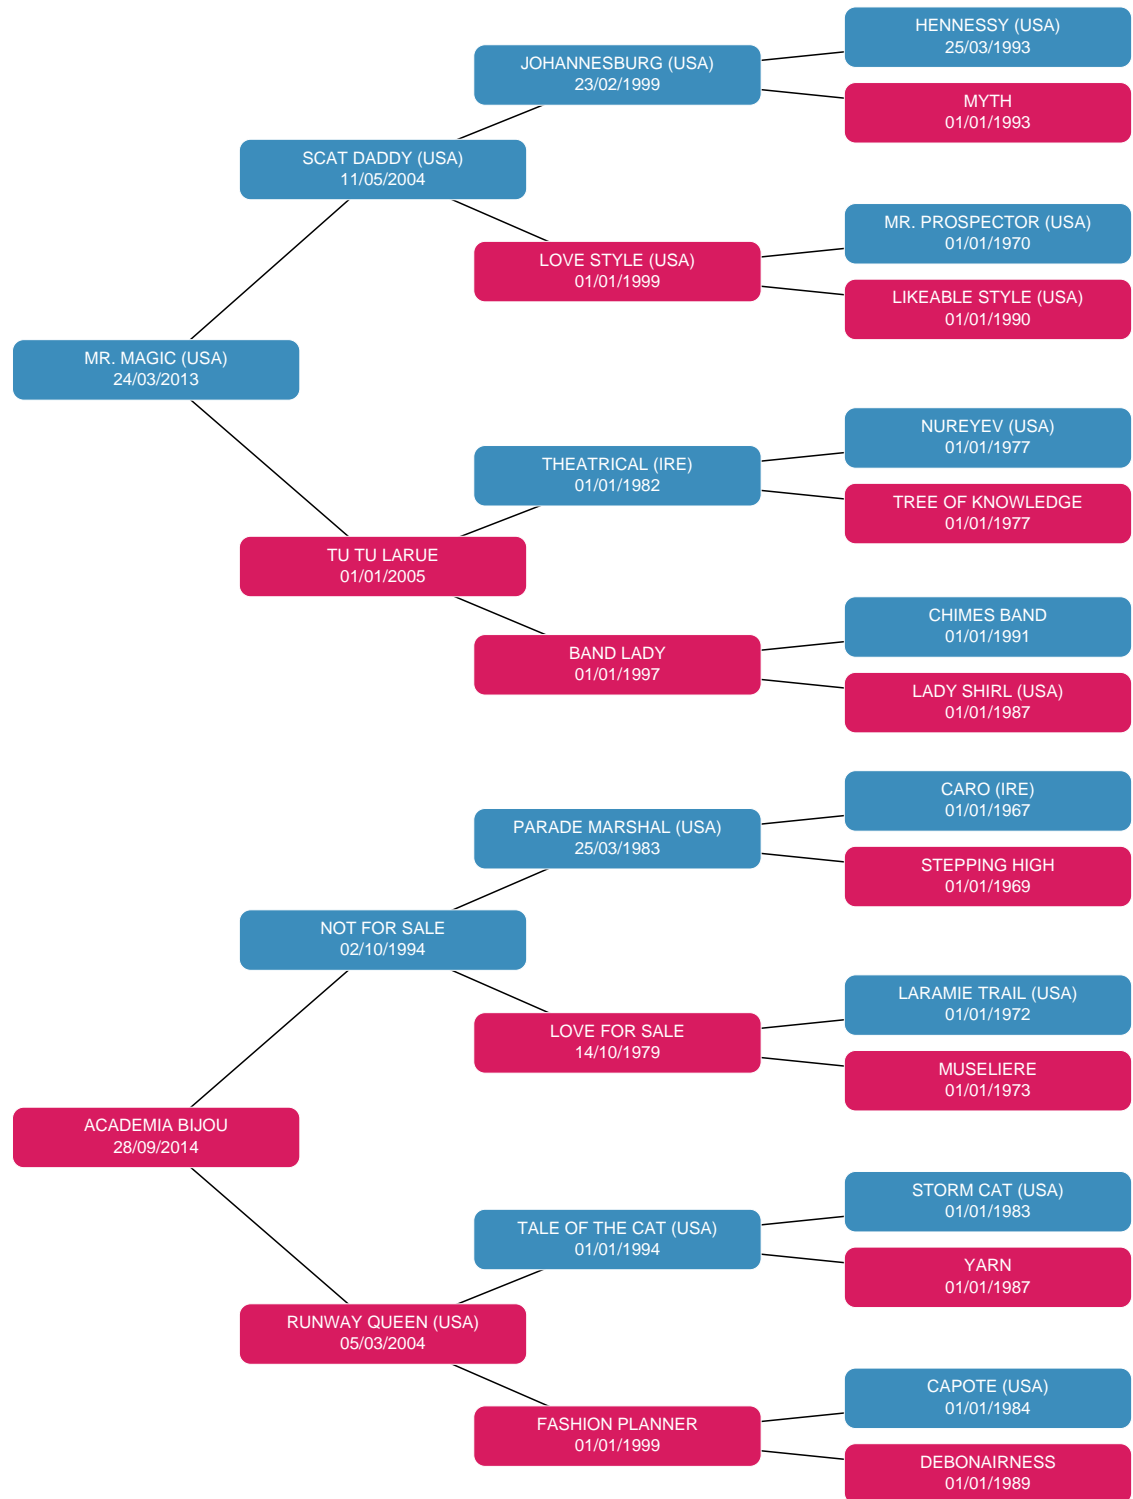 HENNESSY (USA)
25/03/1993
JOHANNESBURG (USA)
23/02/1999
MYTH
01/01/1993
SCAT DADDY (USA)
11/05/2004
MR. PROSPECTOR (USA)
01/01/1970
LOVE STYLE (USA)
01/01/1999
LIKEABLE STYLE (USA)
01/01/1990
MR. MAGIC (USA)
24/03/2013
NUREYEV (USA)
01/01/1977
THEATRICAL (IRE)
01/01/1982
TREE OF KNOWLEDGE
01/01/1977
TU TU LARUE
01/01/2005
CHIMES BAND
01/01/1991
BAND LADY
01/01/1997
LADY SHIRL (USA)
01/01/1987
CARO (IRE)
01/01/1967
PARADE MARSHAL (USA)
25/03/1983
STEPPING HIGH
01/01/1969
NOT FOR SALE
02/10/1994
LARAMIE TRAIL (USA)
01/01/1972
LOVE FOR SALE
14/10/1979
MUSELIERE
01/01/1973
ACADEMIA BIJOU
28/09/2014
STORM CAT (USA)
01/01/1983
TALE OF THE CAT (USA)
01/01/1994
YARN
01/01/1987
RUNWAY QUEEN (USA)
05/03/2004
CAPOTE (USA)
01/01/1984
FASHION PLANNER
01/01/1999
DEBONAIRNESS
01/01/1989